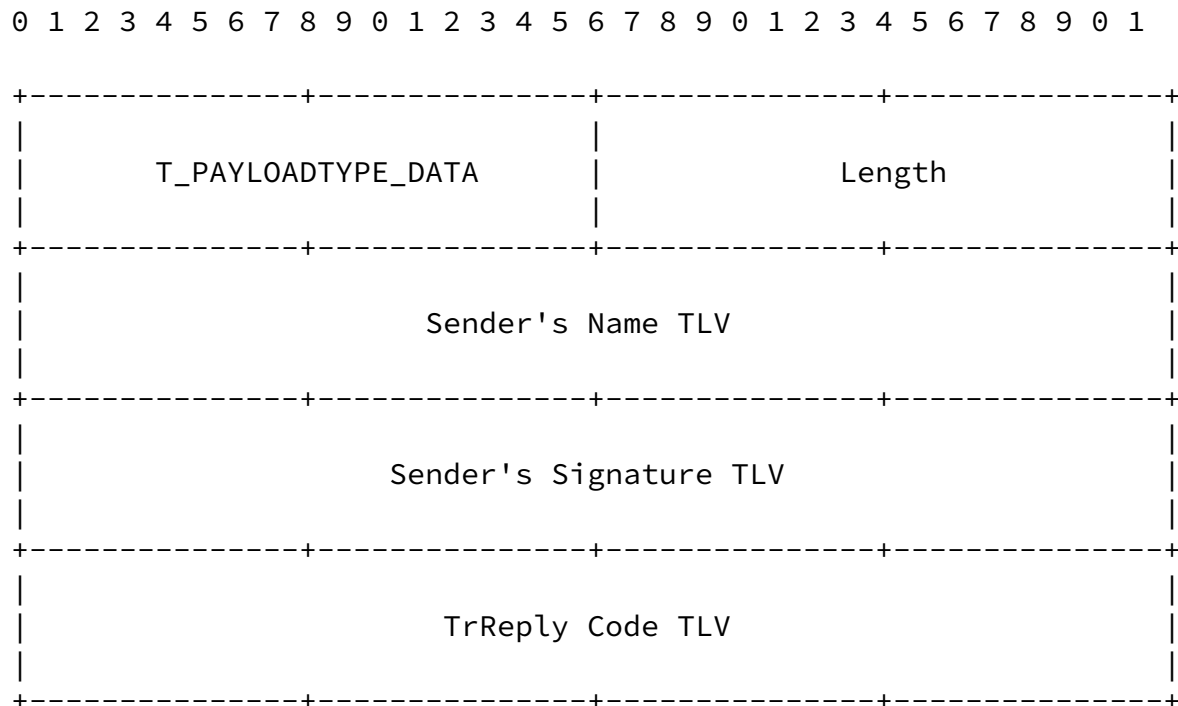 0 1 2 3 4 5 6 7 8 9 0 1 2 3 4 5 6 7 8 9 0 1 2 3 4 5 6 7 8 9 0 1
+---------------+---------------+---------------+---------------+
| | |
| T_PAYLOADTYPE_DATA | Length |
| | |
+---------------+---------------+---------------+---------------+
| |
| Sender's Name TLV |
| |
+---------------+---------------+---------------+---------------+
| |
| Sender's Signature TLV |
| |
+---------------+---------------+---------------+---------------+
| |
| TrReply Code TLV |
| |
+---------------+---------------+---------------+---------------+